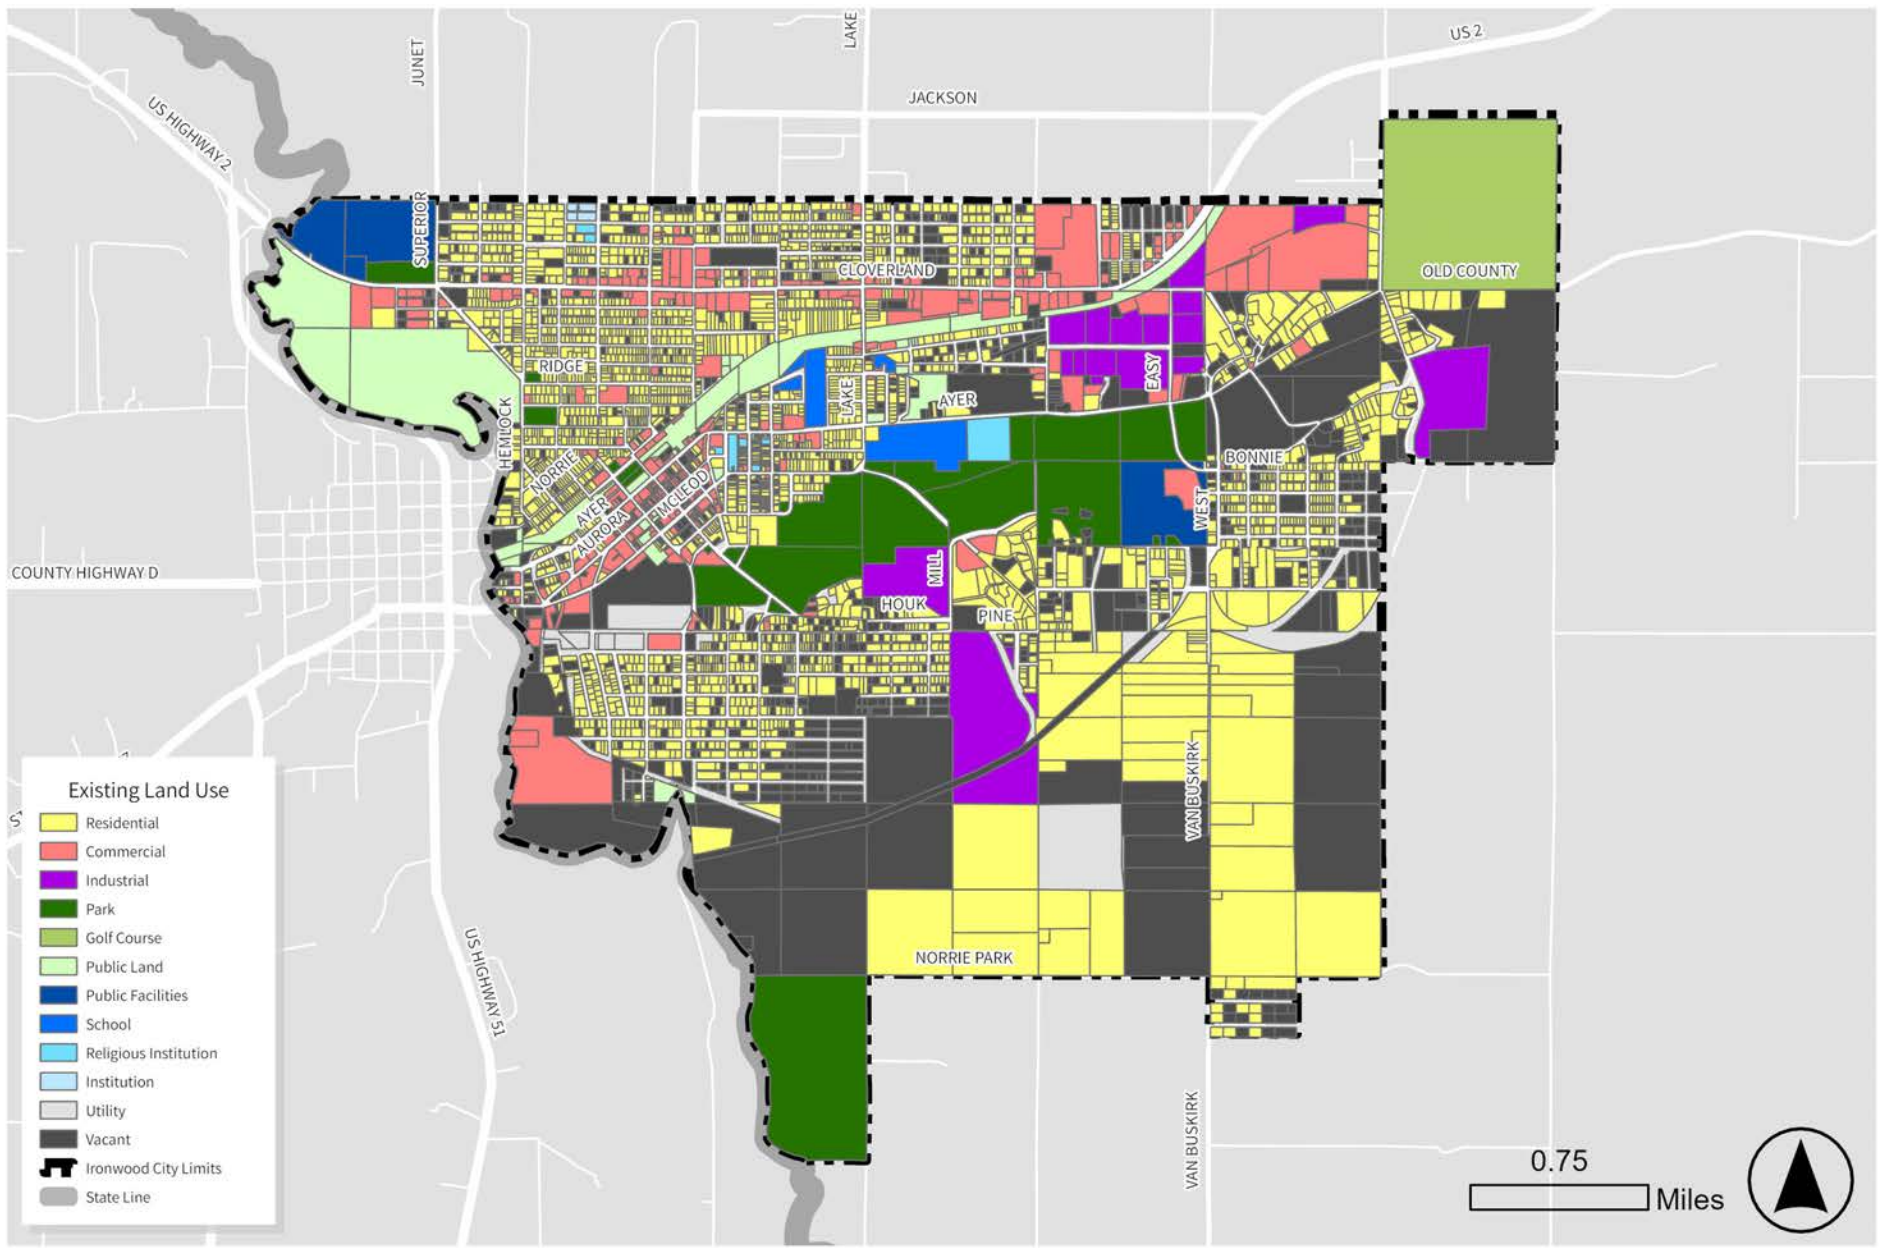 US 2
LAKE
JUNET
JACKSON
US HIGHWAY 2
SUPERIOR
CLOVERLAND
OLD COUNTY
RIDGE
EASY
LAKE
AYER
HEMLOCK
NORRIE
BONNIE
MCLEOD
AYER
AURORA
WEST
COUNTY HIGHWAY D
MILL
HOUK
PINE
VAN BUSKIRK
NORRIE PARK
US HIGHWAY 51
VAN BUSKIRK
Existing Land Use
Residential
Commercial
Industrial
Park
Golf Course
Public Land
Public Facilities
School
Religious Institution
Institution
Utility
Vacant
Ironwood City Limits
State Line
0.75
Miles